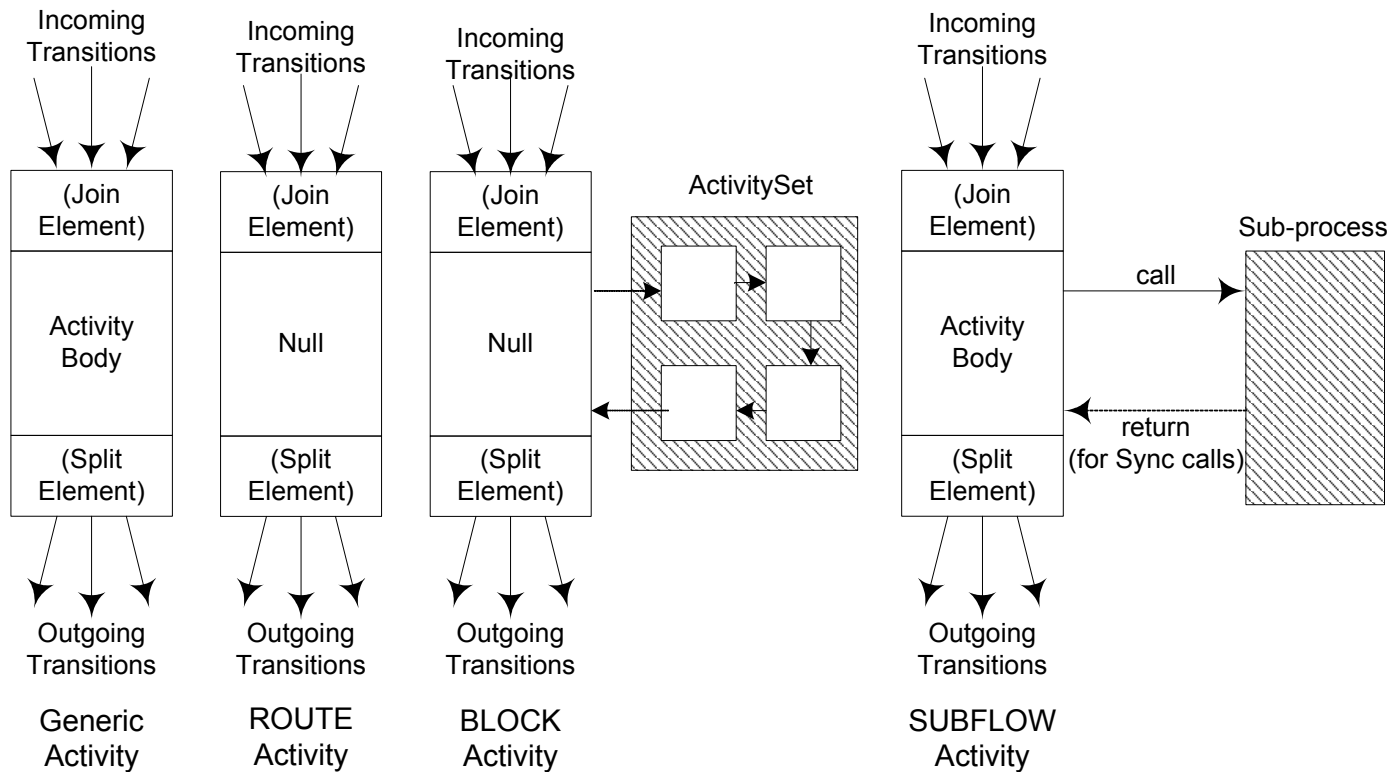 Incoming
Transitions
(Join
Element)
Activity
Body
(Split
Element)
Outgoing
Transitions
Generic
Activity
Incoming
Transitions
(Join
Element)
Null
(Split
Element)
Outgoing
Transitions
ROUTE
Activity
Incoming
Transitions
(Join
Element)
Null
(Split
Element)
Outgoing
Transitions
BLOCK
Activity
ActivitySet
Incoming
Transitions
(Join
Element)
Activity
Body
(Split
Element)
Outgoing
Transitions
SUBFLOW
Activity
call
return
(for Sync calls)
Sub-process